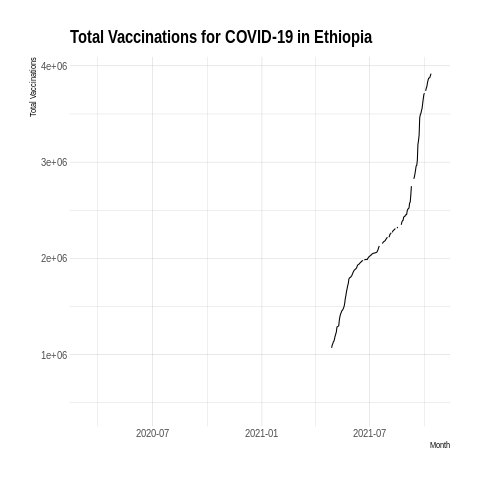 Total Vaccinations for COVID-19 in Ethiopia
Total Vaccinations
4e+06
3e+06
2e+06
1e+06
2020-07
2021-01
2021-07
Month